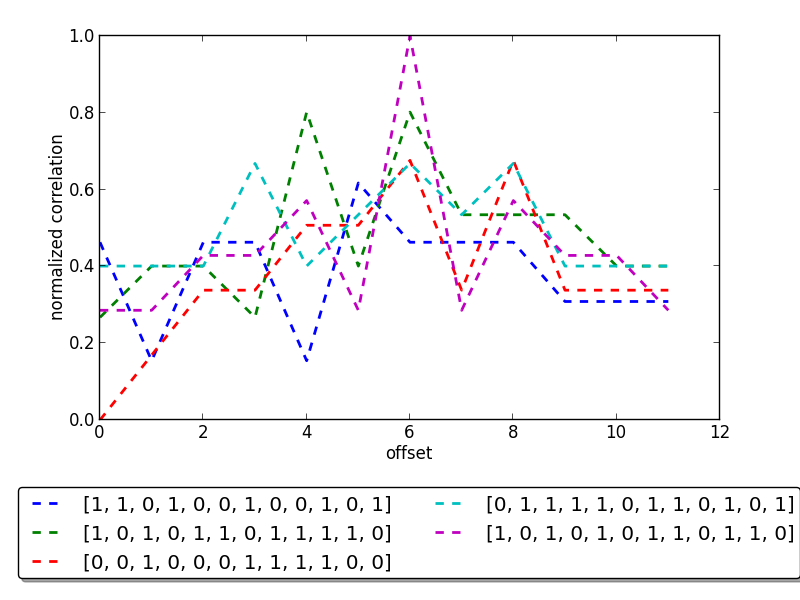 1.0
0.8
0.6
0.4
0.2
0.0
normalized correlation
0 2 4 6 8 10 12
offset
[1, 1, 0, 1, 0, 0, 1, 0, 0, 1, 0, 1]
[1, 0, 1, 0, 1, 1, 0, 1, 1, 1, 1, 0]
[0, 0, 1, 0, 0, 0, 1, 1, 1, 1, 0, 0]
[0, 1, 1, 1, 1, 0, 1, 1, 0, 1, 0, 1]
[1, 0, 1, 0, 1, 0, 1, 1, 0, 1, 1, 0]